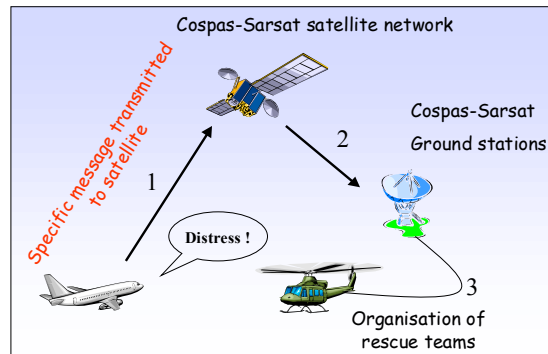 Cospas-Sarsat satellite network
Specific message transmitted
to satellite
1
2
Cospas-Sarsat
Ground stations
Distress !
3
Organisation of
rescue teams